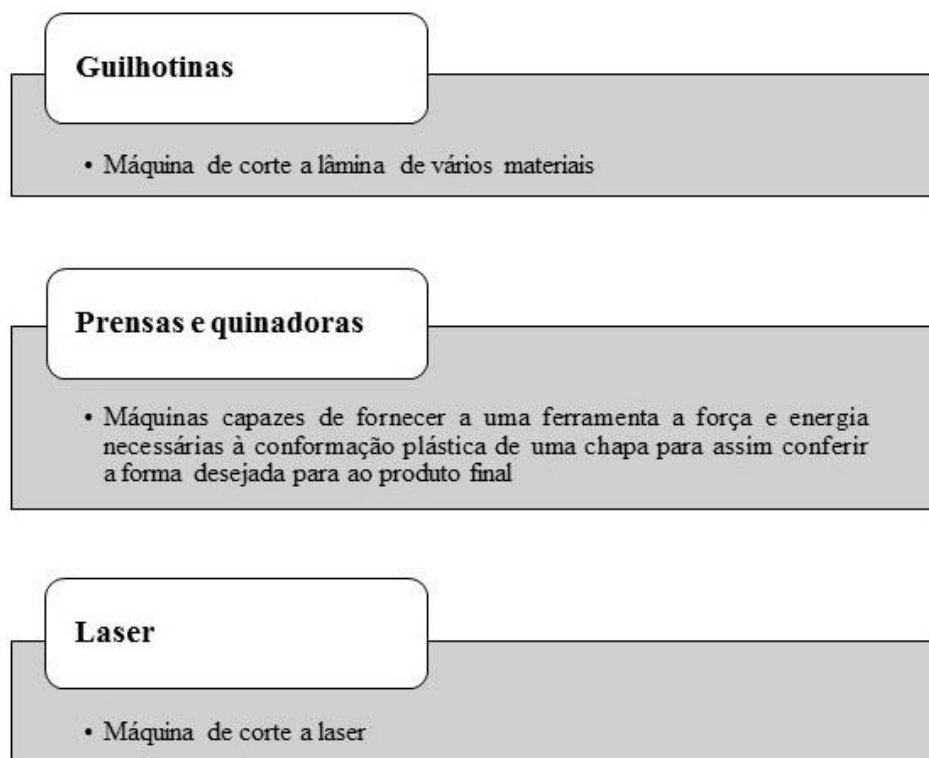 Guilhotinas
• Máquina de corte a lâmina de vários materiais
Prensas e quinadoras
• Máquinas capazes de fornecer a uma ferramenta a força e energia
necessárias à conformação plástica de uma chapa para assim conferir
a forma desejada para ao produto final
Laser
• Máquina de corte a laser